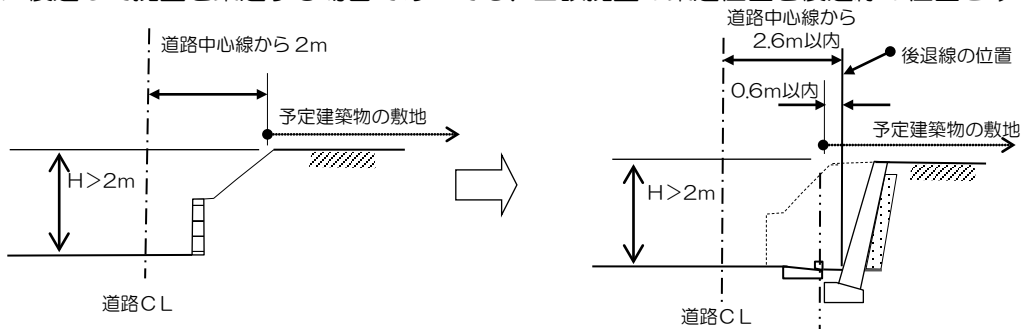 道路中心線から2m
予定建築物の敷地
H>2m
道路CL
道路中心線から
2.6m以内
後退線の位置
0.6m以内
予定建築物の敷地
H>2m
道路CL